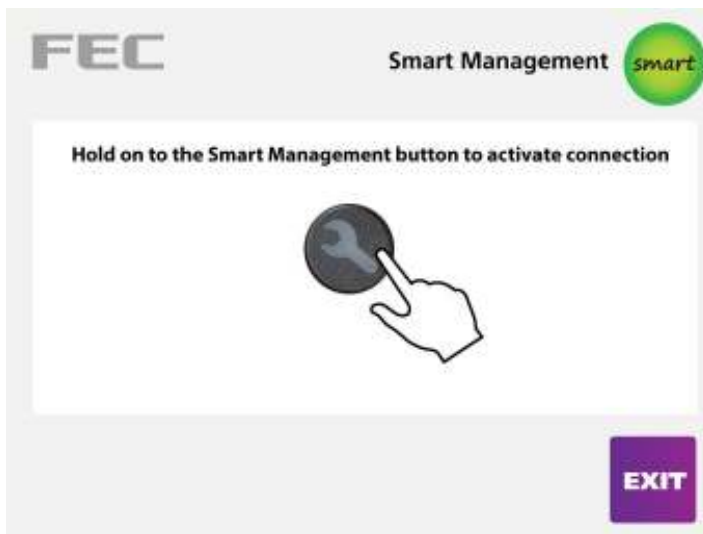 FEC
Smart Management
smart
Hold on to the Smart Management button to activate connection
EXIT